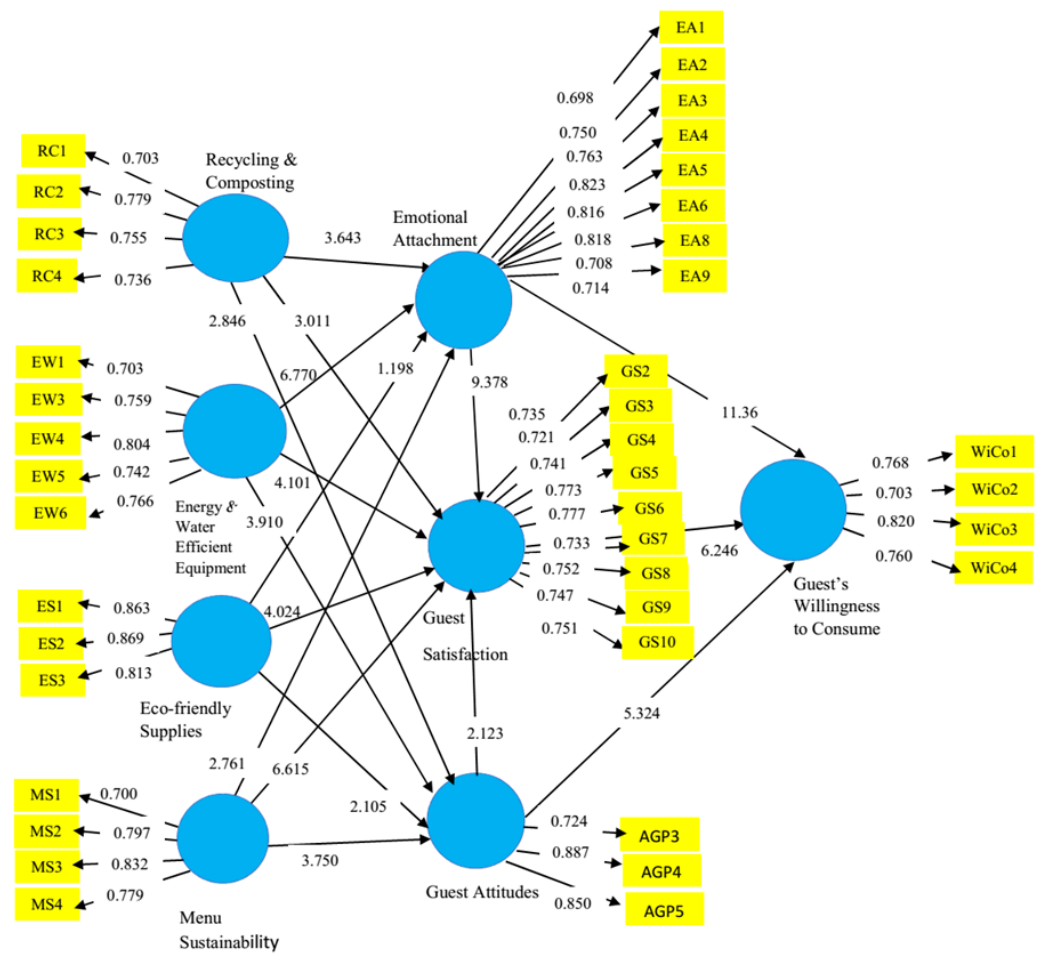 EA1
EA2
EA3
EA4
EA5
EA6
EA8
EA9
0.698
0.750
0.763
0.823
0.816
0.818
0.708
0.714
RC1
RC2
RC3
RC4
0.703
0.779
0.755
0.736
Recycling &
Composting
Emotional
Attachment
3.643
2.846
3.011
EW1
EW3
EW4
EW5
EW6
0.703
0.759
0.804
0.742
0.766
6.770
1.198
9.378
4.101
3.910
Energy &
Water
Efficient
Equipment
GS2
GS3
GS4
GS5
GS6
GS7
GS8
GS9
GS10
0.735
0.721
0.741
0.773
0.777
0.733
0.752
0.747
0.751
11.36
6.246
WiCo1
WiCo2
WiCo3
WiCo4
0.768
0.703
0.820
0.760
Guest’s
Willingness
to Consume
ES1
ES2
ES3
0.863
0.869
0.813
4.024
Guest
Satisfaction
Eco-friendly
Supplies
5.324
2.123
2.761
6.615
2.105
MS1
MS2
MS3
MS4
0.700
0.797
0.832
0.779
3.750
Menu
Sustainability
Guest Attitudes
0.724
0.887
0.850
AGP3
AGP4
AGP5